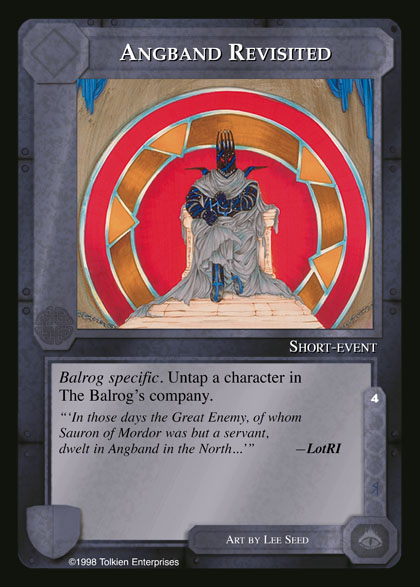 Angband Revisited
Short-event
Balrog specific. Untap a character in
The Balrog's company.
"'In those days the Great Enemy, of whom
Sauron of Mordor was but a servant,
dwelt in Angband in the North...'" –LotRI
4
Art by Lee Seed
©1998 Tolkien Enterprises